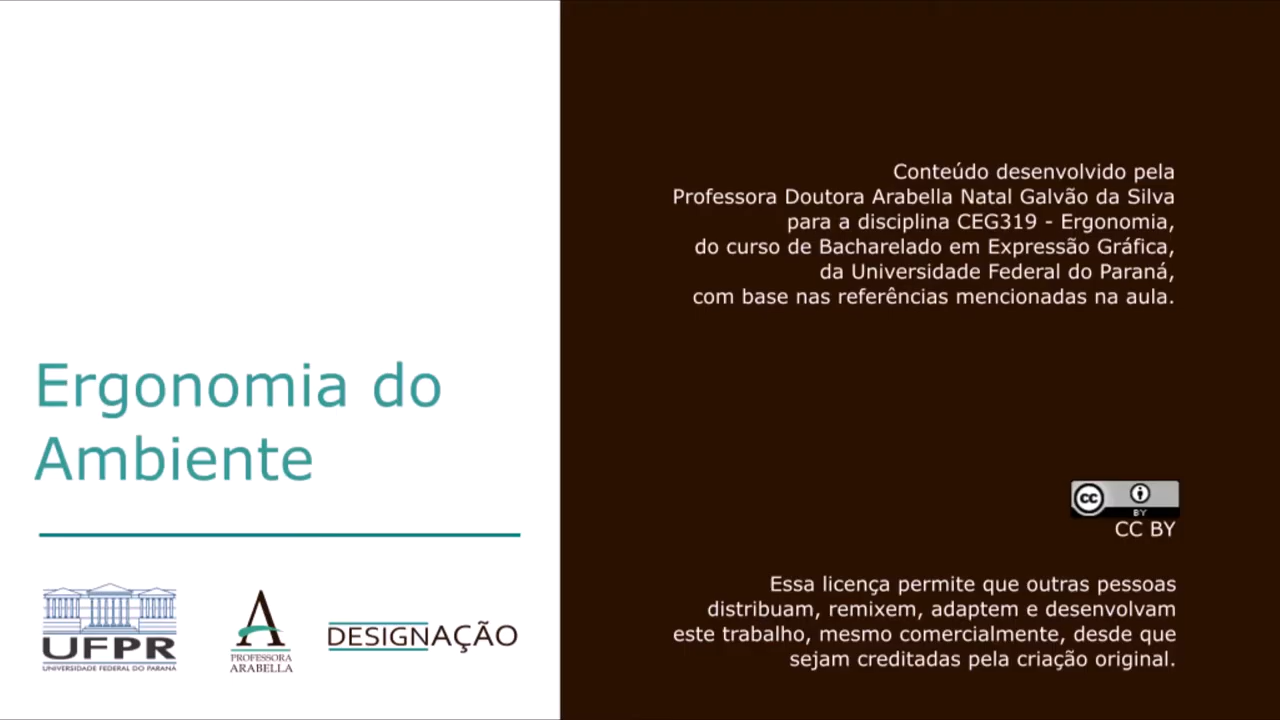 Ergonomia do
Ambiente
UFPR
UNIVERSIDADE FEDERAL DO PARANÁ
A
PROFESSORA
ARABELLA
DESIGNAÇÃO
Conteúdo desenvolvido pela
Professora Doutora Arabella Natal Galvão da Silva
para a disciplina CEG319 - Ergonomia,
do curso de Bacharelado em Expressão Gráfica,
da Universidade Federal do Paraná,
com base nas referências mencionadas na aula.
cc
BY
CC BY
Essa licença permite que outras pessoas
distribuam, remixem, adaptem e desenvolvam
este trabalho, mesmo comercialmente, desde que
sejam creditadas pela criação original.